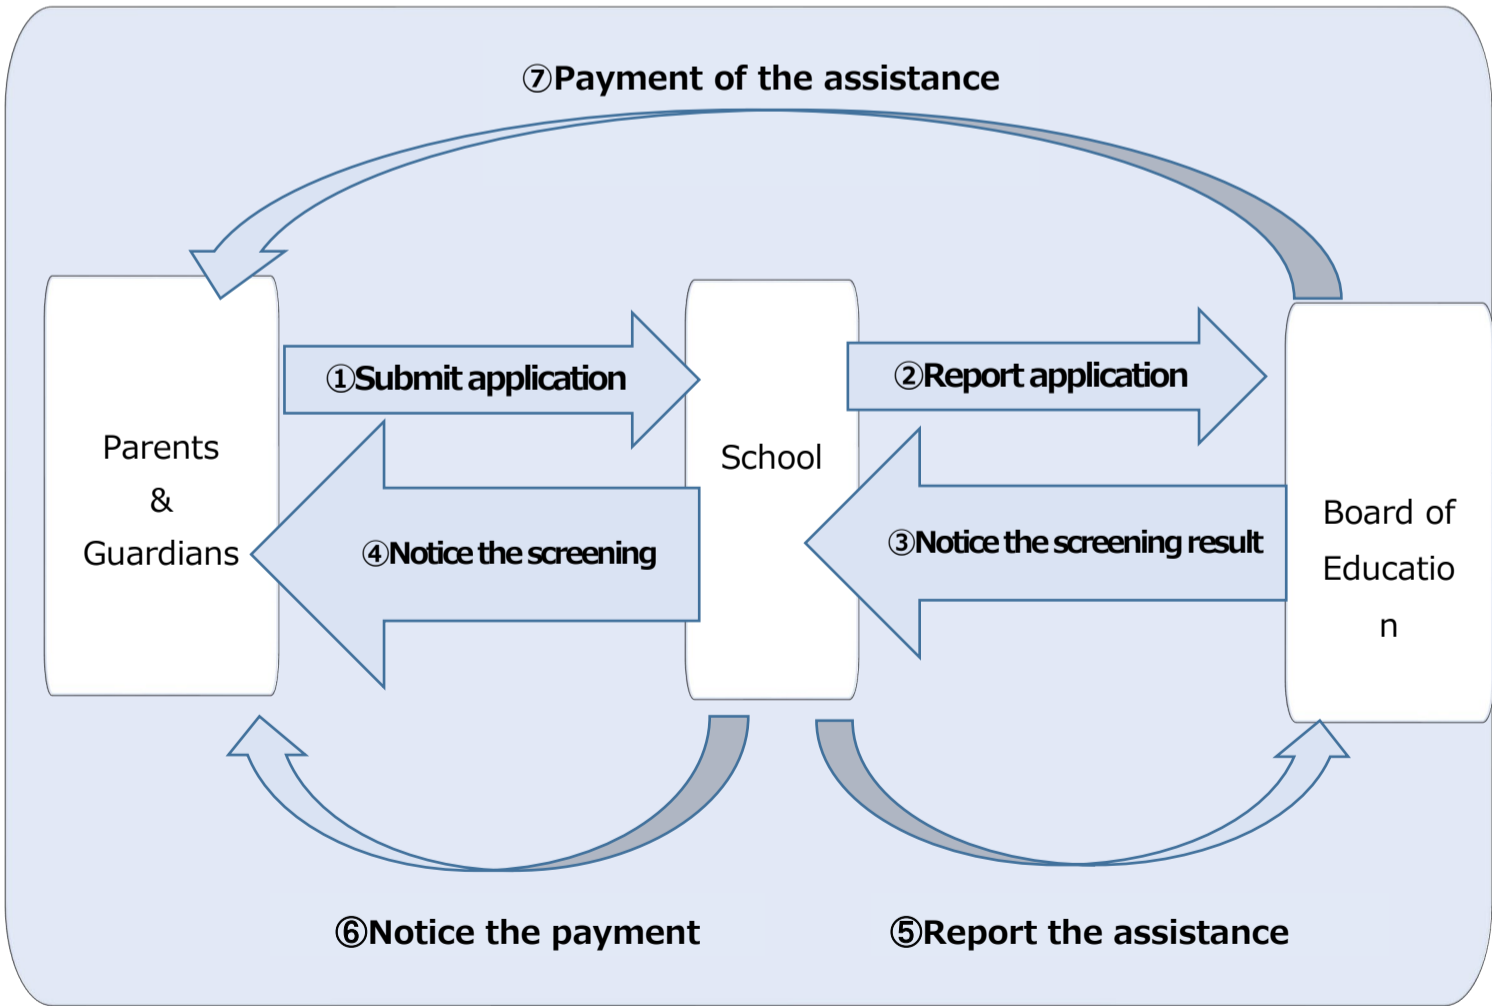 ⑦Payment of the assistance
①Submit application
②Report application
Parents
&
Guardians
School
Board of
Educatio
n
④Notice the screening
③Notice the screening result
⑥Notice the payment
⑤Report the assistance